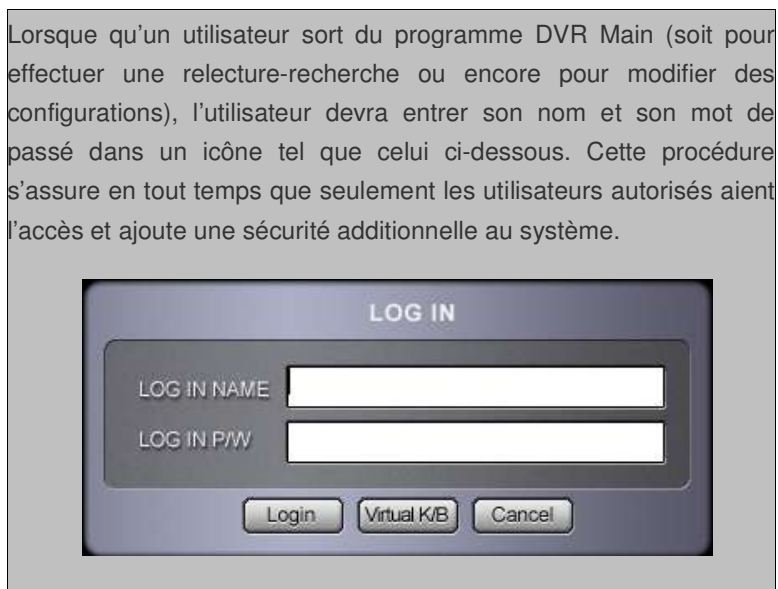 Lorsque qu’un utilisateur sort du programme DVR Main (soit pour
effectuer une relecture-recherche ou encore pour modifier des
configurations), l’utilisateur devra entrer son nom et son mot de
passé dans un icône tel que celui ci-dessous. Cette procédure
s’assure en tout temps que seulement les utilisateurs autorisés aient
l’accès et ajoute une sécurité additionnelle au système.
LOG IN
LOG IN NAME
LOG IN P/W
Login Virtual K/B Cancel